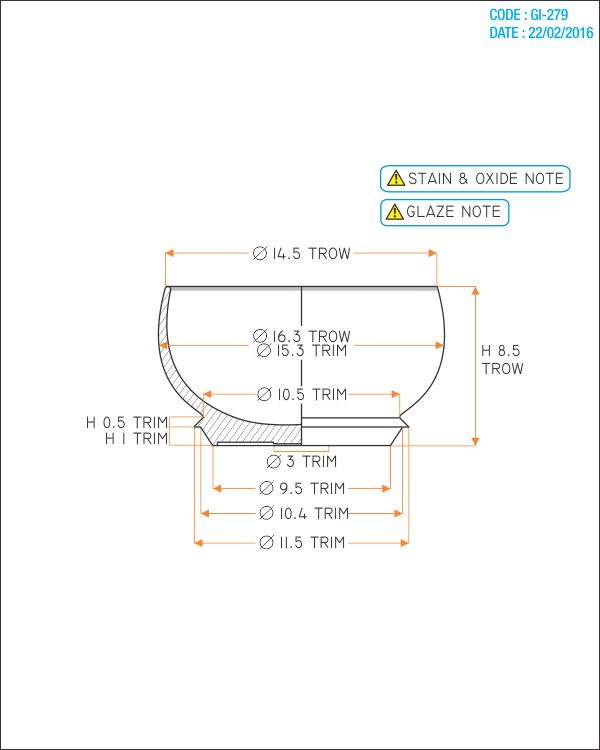 CODE : GI-279
DATE : 22/02/2016
STAIN & OXIDE NOTE
GLAZE NOTE
Ø 14.5 TROW
Ø 16.3 TROW
Ø 15.3 TRIM
H 8.5
TROW
Ø 10.5 TRIM
H 0.5 TRIM
H 1 TRIM
Ø 3 TRIM
Ø 9.5 TRIM
Ø 10.4 TRIM
Ø 11.5 TRIM